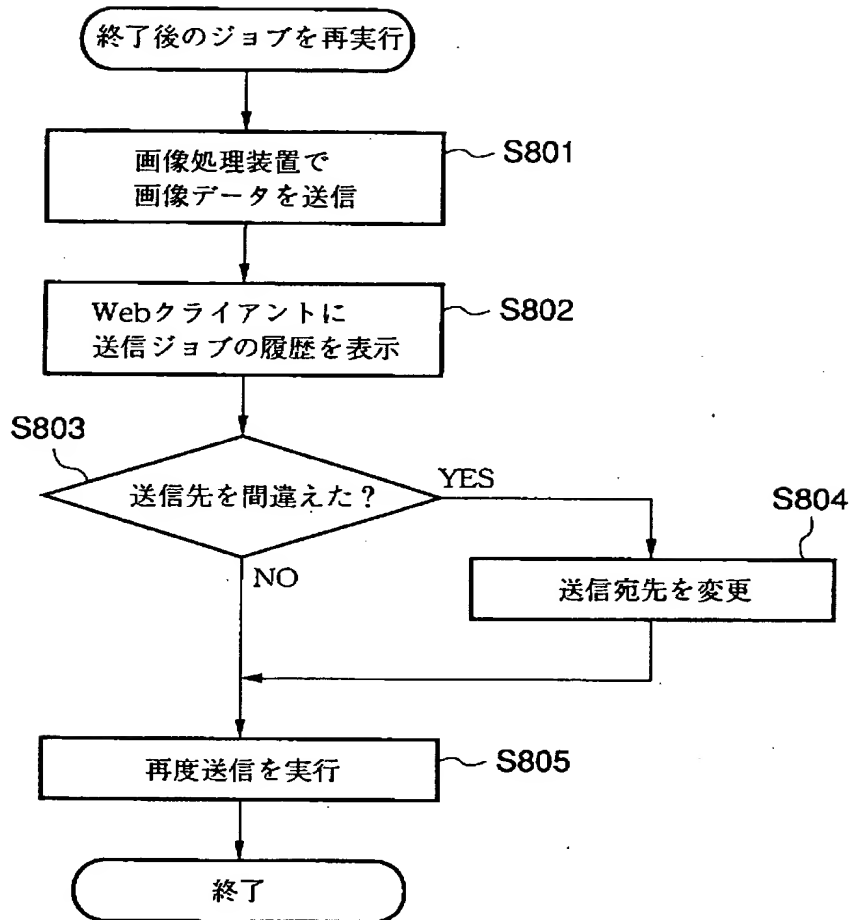 終了後のジョブを再実行
画像処理装置で
画像データを送信
S801
Webクライアントに
送信ジョブの履歴を表示
S802
S803
送信先を間違えた?
YES
S804
NO
送信宛先を変更
再度送信を実行
S805
終了